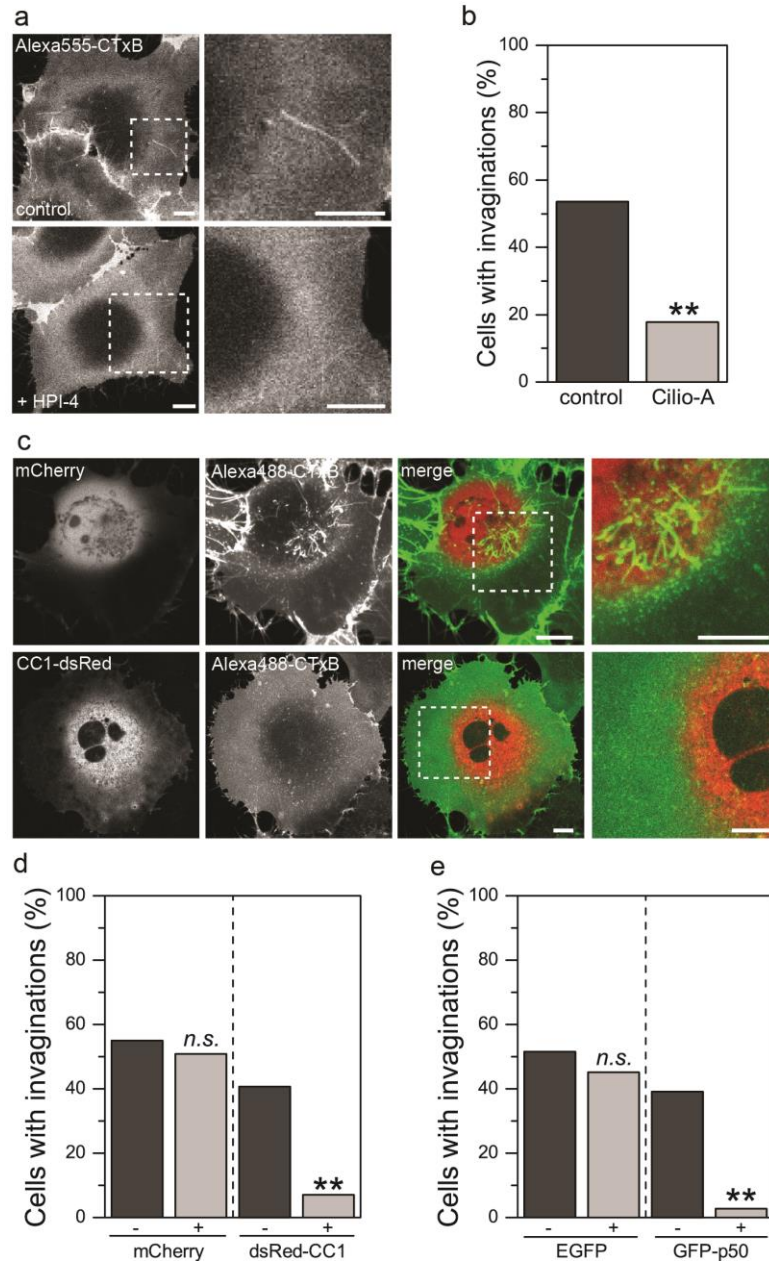 a
Alexa555-CTxB
control
+ HPI-4
b
Cells with invaginations (%)
100
80
60
40
20
0
**
control Cilio-A
c
mCherry Alexa488-CTxB merge
CC1-dsRed Alexa488-CTxB merge
d
Cells with invaginations (%)
100
80
60
40
20
0
n.s.
**
- + - +
mCherry dsRed-CC1
e
Cells with invaginations (%)
100
80
60
40
20
0
n.s.
**
- + - +
EGFP GFP-p50